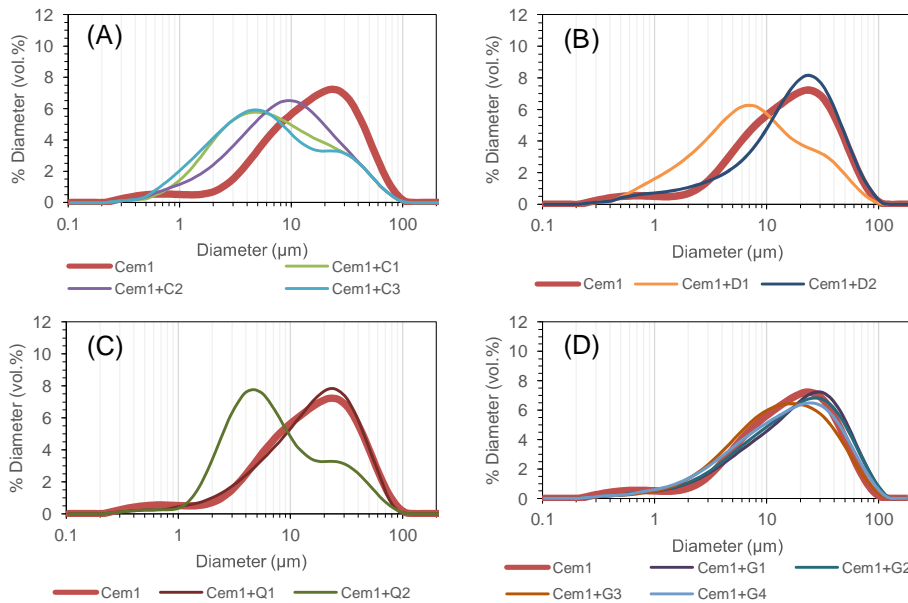 (A)
% Diameter (vol.%)
12
10
8
6
4
2
0
0.1 1 10 100
Diameter (µm)
Cem1 Cem1+C1
Cem1+C2 Cem1+C3
(B)
% Diameter (vol.%)
12
10
8
6
4
2
0
0.1 1 10 100
Diameter (µm)
Cem1 Cem1+D1 Cem1+D2
(C)
% Diameter (vol.%)
12
10
8
6
4
2
0
0.1 1 10 100
Diameter (µm)
Cem1 Cem1+Q1 Cem1+Q2
(D)
% Diameter (vol.%)
12
10
8
6
4
2
0
0.1 1 10 100
Diameter (µm)
Cem1 Cem1+G1 Cem1+G2
Cem1+G3 Cem1+G4